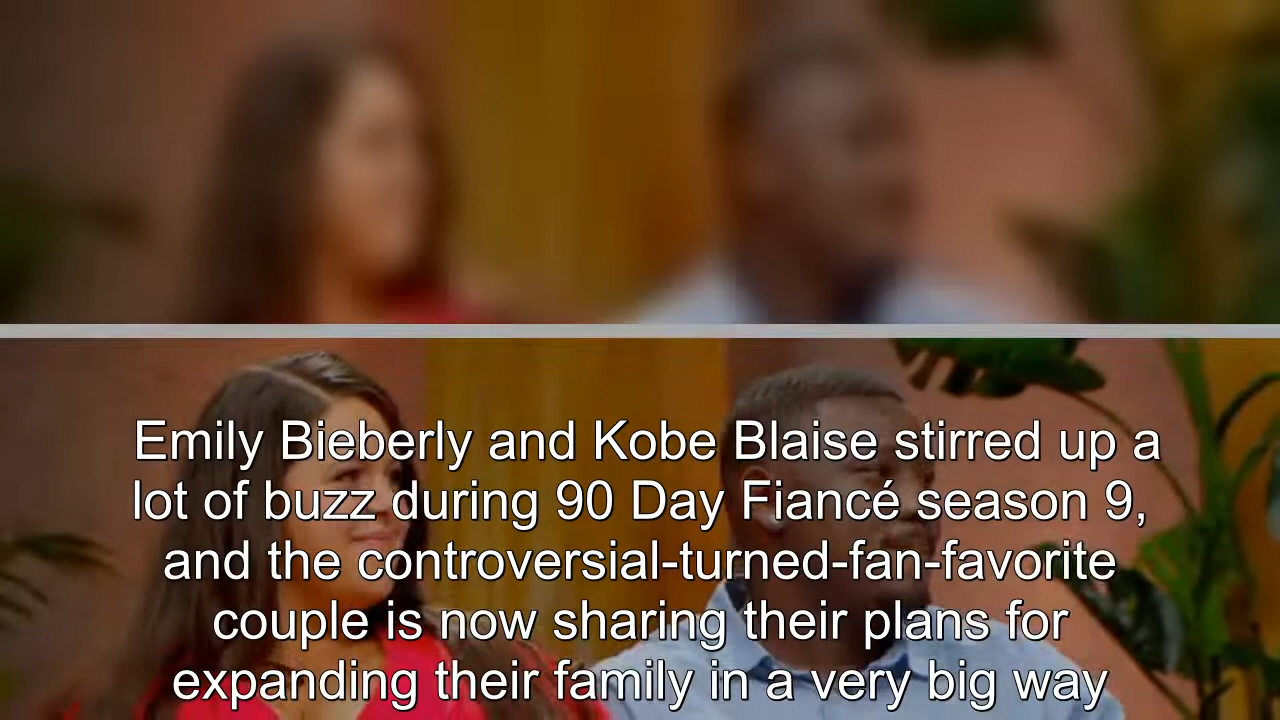 Emily Bieberly and Kobe Blaise stirred up a
lot of buzz during 90 Day Fiancé season 9,
and the controversial-turned-fan-favorite
couple is now sharing their plans for
expanding their family in a very big way